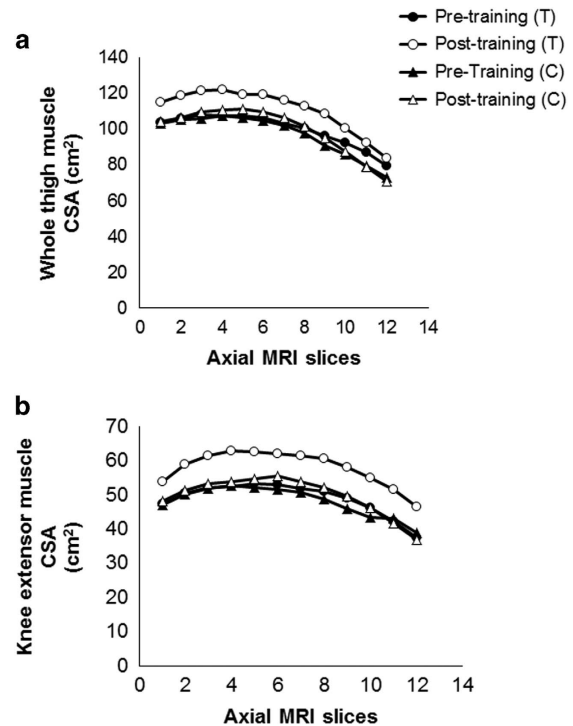 a
Pre-training (T)
Post-training (T)
Pre-Training (C)
Post-training (C)
Whole thigh muscle
CSA (cm²)
140
120
100
80
60
40
20
0
0 2 4 6 8 10 12 14
Axial MRI slices
b
Knee extensor muscle
CSA
(cm²)
70
60
50
40
30
20
10
0
0 2 4 6 8 10 12 14
Axial MRI slices